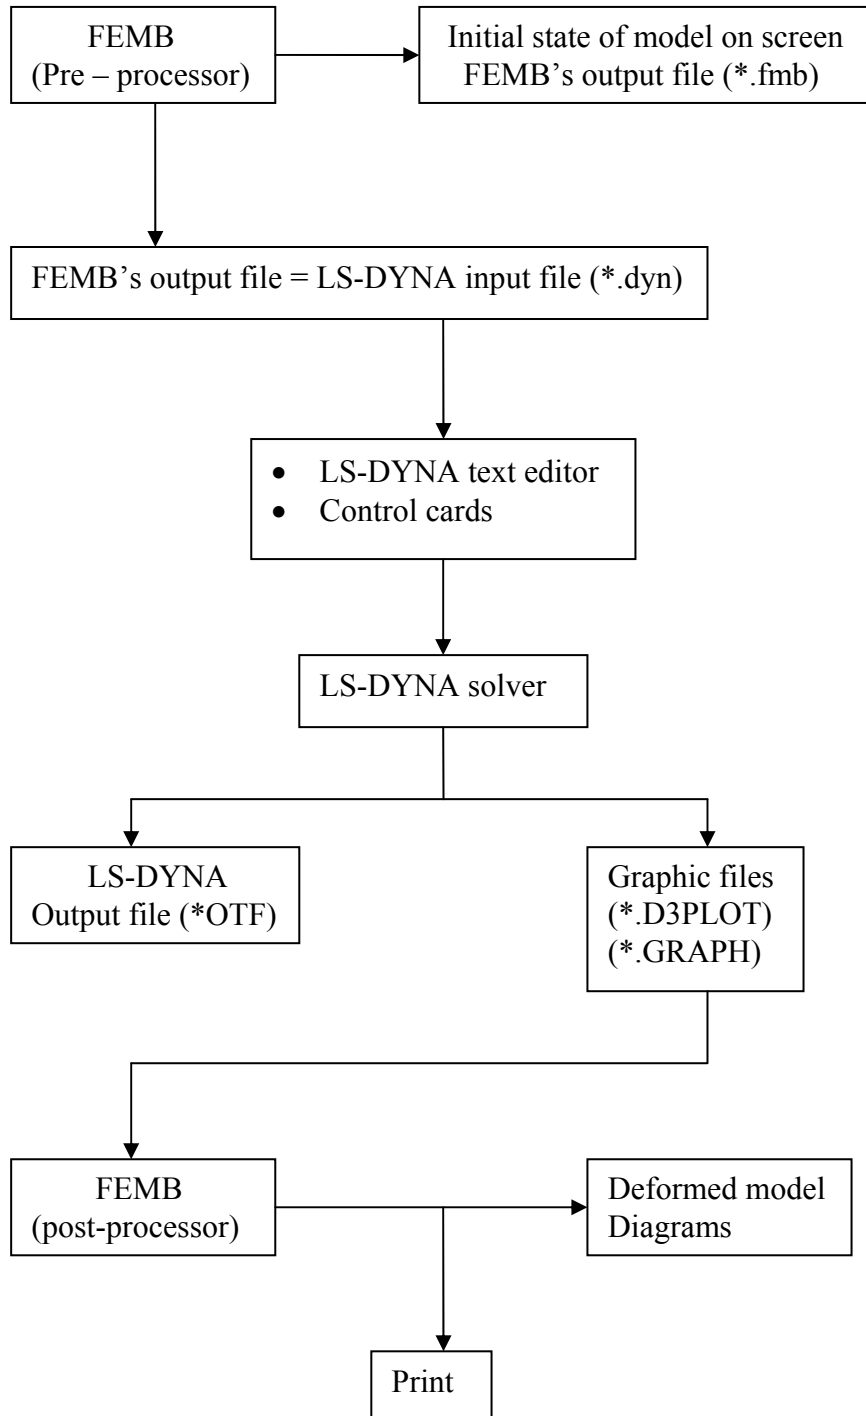 FEMB
(Pre – processor)
Initial state of model on screen
FEMB’s output file (*.fmb)
FEMB’s output file = LS-DYNA input file (*.dyn)
• LS-DYNA text editor
• Control cards
LS-DYNA solver
LS-DYNA
Output file (*OTF)
Graphic files
(*.D3PLOT)
(*.GRAPH)
FEMB
(post-processor)
Deformed model
Diagrams
Print